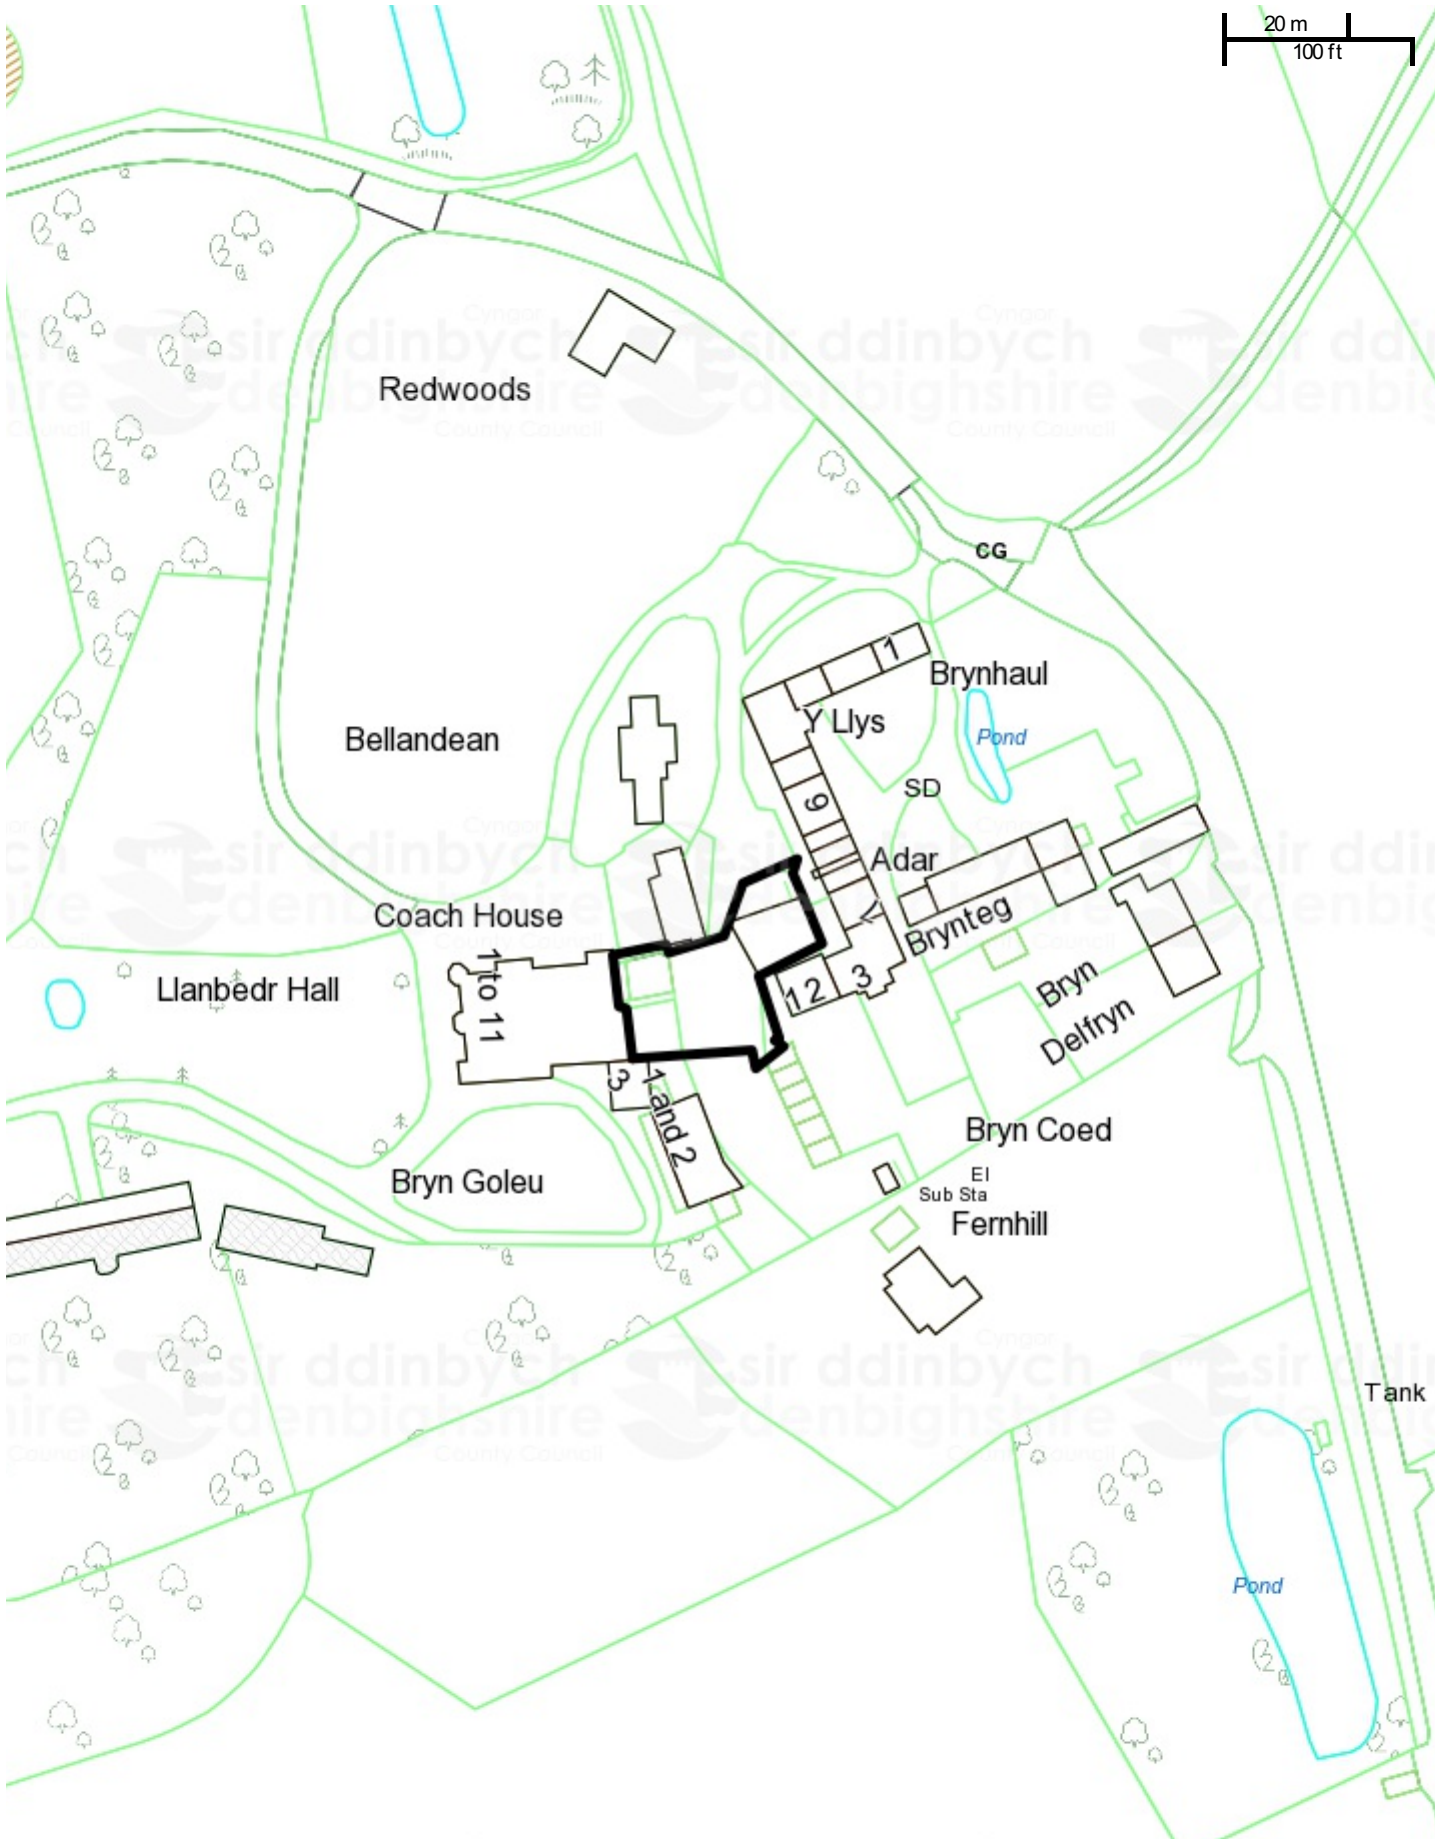 20 m
100 ft
Redwoods
CG
1
Brynhaul
Y Llys
Pond
Bellandean
9
SD
Adar
Coach House
Brynteg
Llanbedr Hall
1 to 11
1 2
3
Bryn
Delfryn
3
1 and 2
Bryn Coed
Bryn Goleu
El
Sub Sta
Fernhill
Tank
Pond
Cyngor
sir ddinbych
denbighshire
County Council